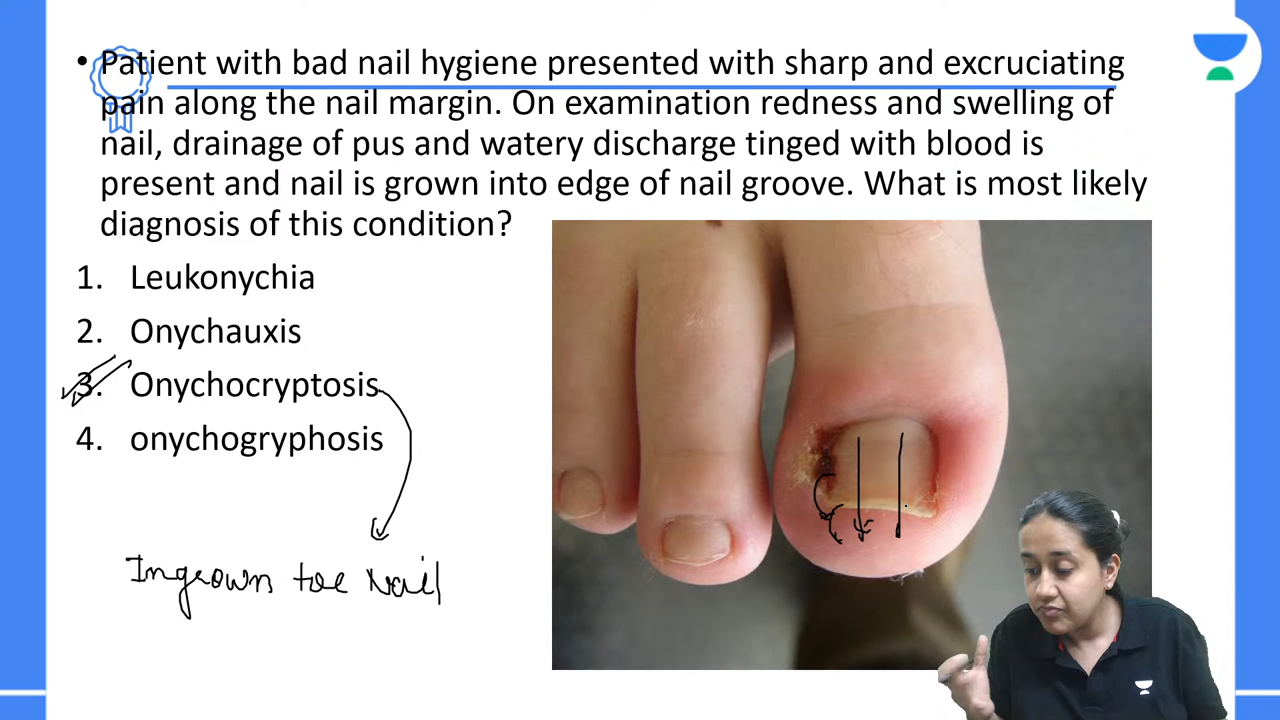 • Patient with bad nail hygiene presented with sharp and excruciating
pain along the nail margin. On examination redness and swelling of
nail, drainage of pus and watery discharge tinged with blood is
present and nail is grown into edge of nail groove. What is most likely
diagnosis of this condition?
1. Leukonychia
2. Onychauxis
3. Onychocryptosis
4. onychogryphosis
Ingrown toe Nail